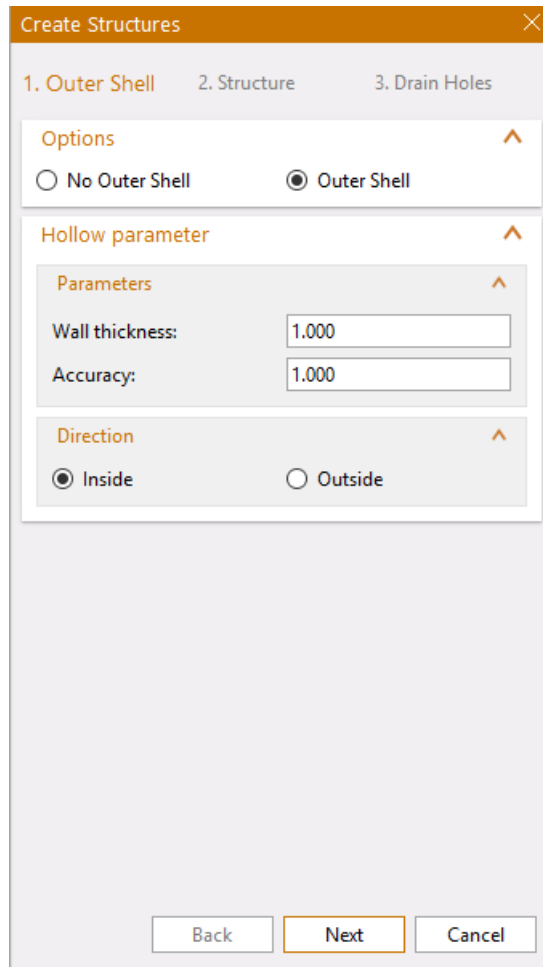 Create Structures
1. Outer Shell 2. Structure 3. Drain Holes
Options
No Outer Shell Outer Shell
Hollow parameter
Parameters
Wall thickness: 1.000
Accuracy: 1.000
Direction
Inside Outside
Back Next Cancel